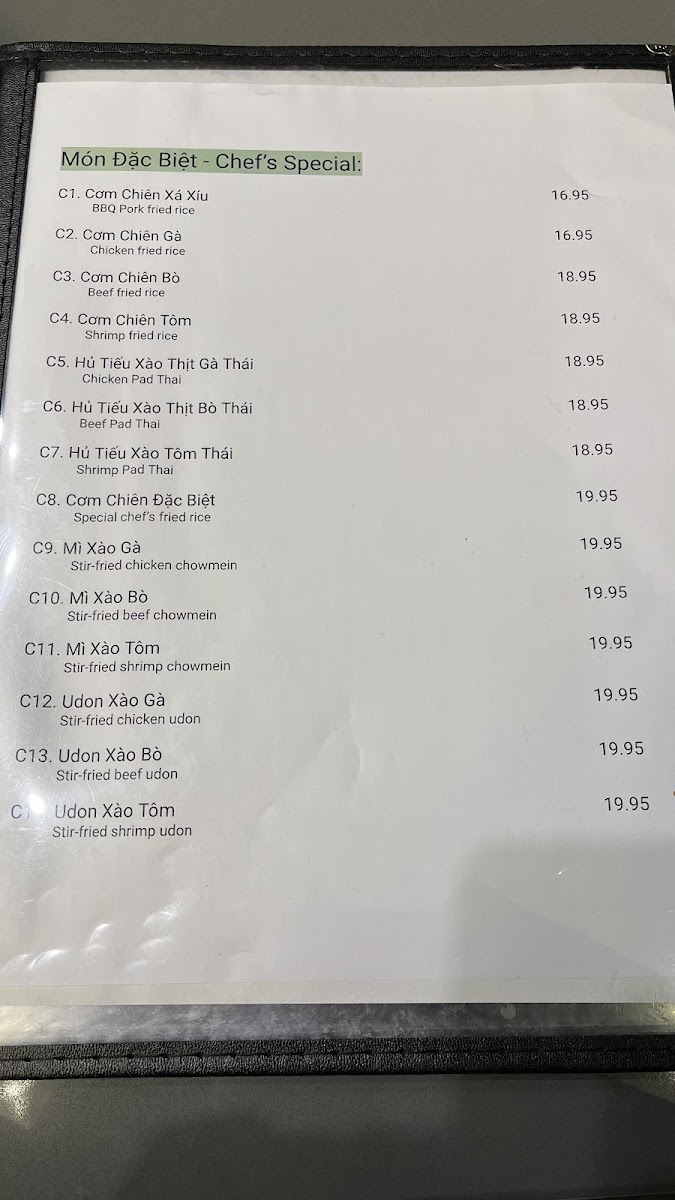 Món Đặc Biệt - Chef's Special:
C1. Cơm Chiên Xá Xíu 16.95
BBQ Pork fried rice
C2. Cơm Chiên Gà 16.95
Chicken fried rice
C3. Cơm Chiên Bò 18.95
Beef fried rice
C4. Cơm Chiên Tôm 18.95
Shrimp fried rice
C5. Hủ Tiếu Xào Thịt Gà Thái 18.95
Chicken Pad Thai
C6. Hủ Tiếu Xào Thịt Bò Thái 18.95
Beef Pad Thai
C7. Hủ Tiếu Xào Tôm Thái 18.95
Shrimp Pad Thai
C8. Cơm Chiên Đặc Biệt 19.95
Special chef's fried rice
C9. Mì Xào Gà 19.95
Stir-fried chicken chowmein
C10. Mì Xào Bò 19.95
Stir-fried beef chowmein
C11. Mì Xào Tôm 19.95
Stir-fried shrimp chowmein
C12. Udon Xào Gà 19.95
Stir-fried chicken udon
C13. Udon Xào Bò 19.95
Stir-fried beef udon
Udon Xào Tôm 19.95
Stir-fried shrimp udon